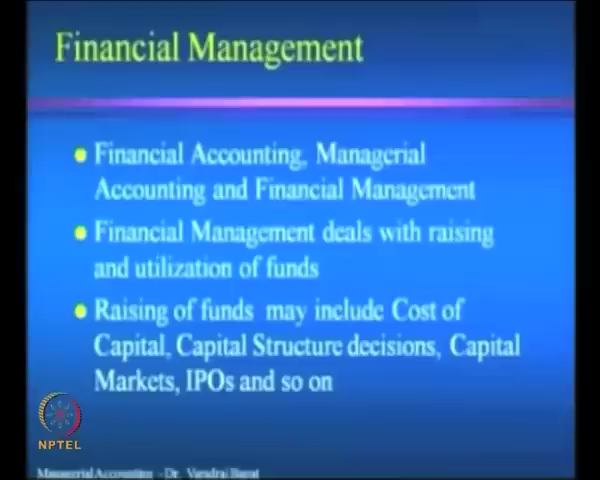 Financial Management
Financial Accounting, Managerial
Accounting and Financial Management
Financial Management deals with raising
and utilization of funds
Raising of funds may include Cost of
Capital, Capital Structure decisions, Capital
Markets, IPOs and so on
NPTEL
Managerial Accounting - Dr.